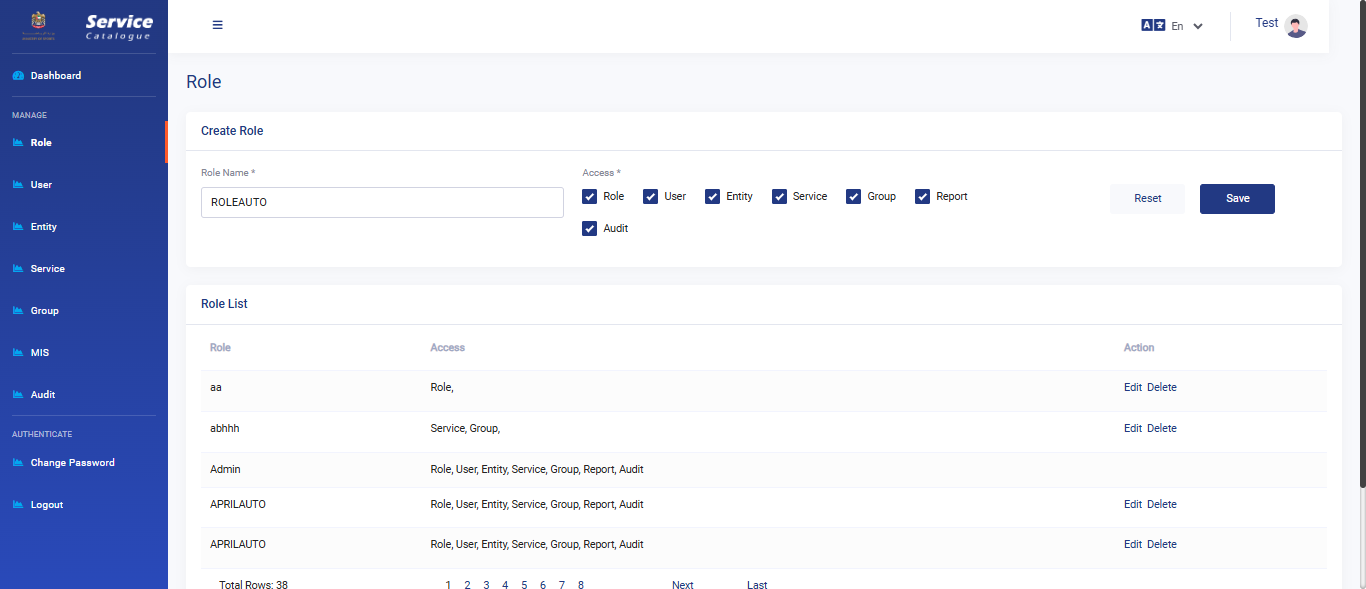 Service
Catalogue
Dashboard
MANAGE
Role
User
Entity
Service
Group
MIS
Audit
AUTHENTICATE
Change Password
Logout
En
Test
Role
Create Role
Role Name *
ROLEAUTO
Access *
Role User Entity Service Group Report
Audit
Reset Save
Role List
Role Access Action
aa Role, Edit Delete
abhhh Service, Group, Edit Delete
Admin Role, User, Entity, Service, Group, Report, Audit
APRILAUTO Role, User, Entity, Service, Group, Report, Audit Edit Delete
APRILAUTO Role, User, Entity, Service, Group, Report, Audit Edit Delete
Total Rows: 38 1 2 3 4 5 6 7 8 Next Last